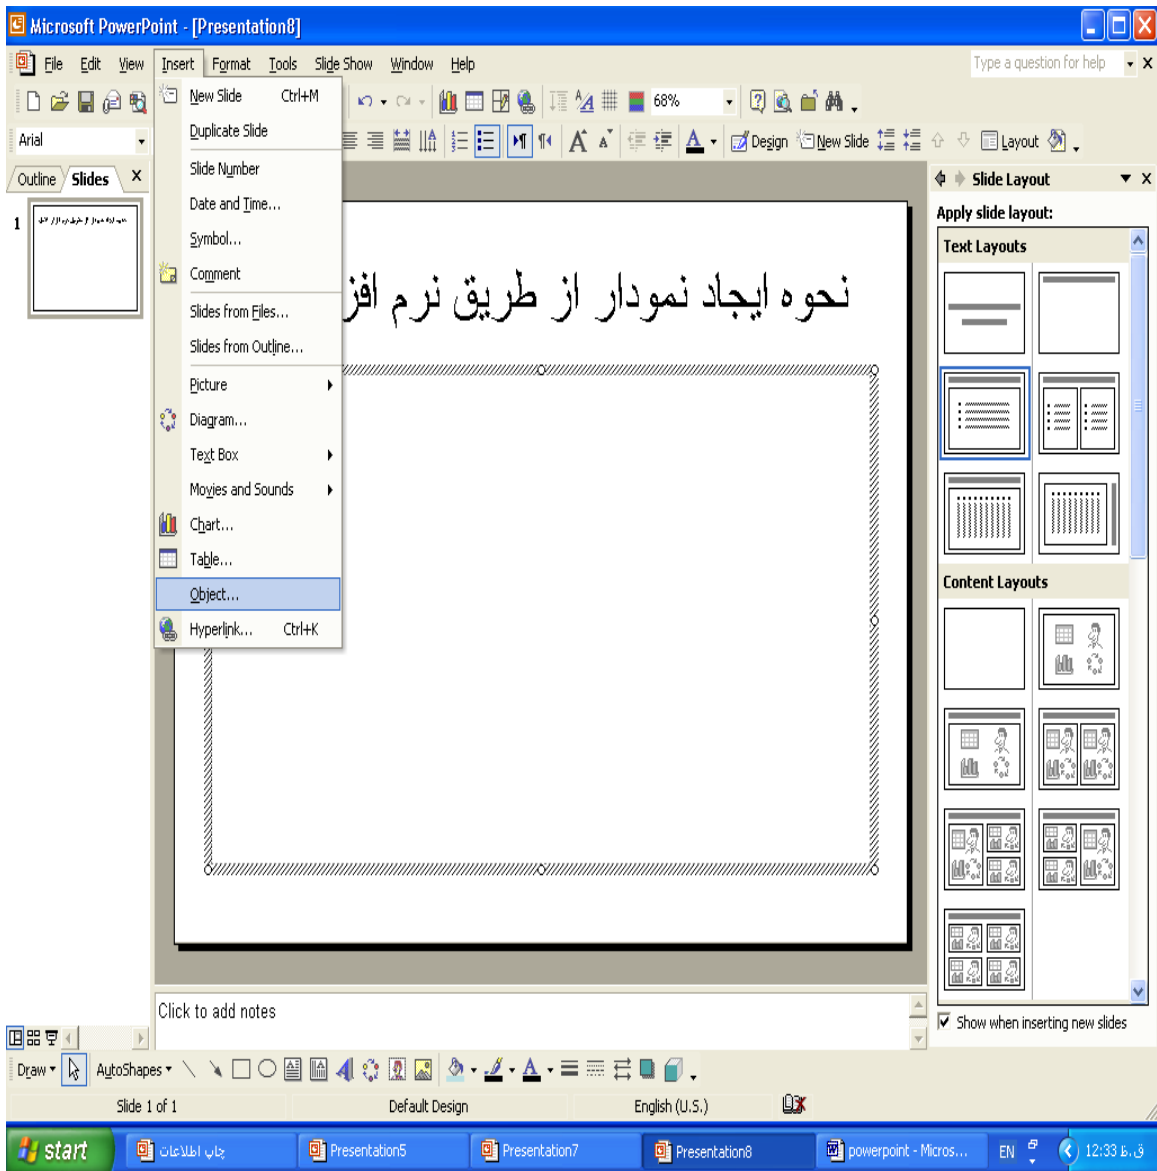 Microsoft PowerPoint - [Presentation8]
File Edit View Insert Format Tools Slide Show Window Help
Type a question for help
68%
Arial
Design New Slide Layout
Outline Slides
New Slide Ctrl+M
Duplicate Slide
Slide Number
Date and Time...
Symbol...
Comment
Slides from Files...
Slides from Outline...
Picture
Diagram...
Text Box
Movies and Sounds
Chart...
Table...
Object...
Hyperlink... Ctrl+K
1
نحوه ایجاد نمودار از طریق نرم افز
Slide Layout
Apply slide layout:
Text Layouts
Content Layouts
Show when inserting new slides
Click to add notes
Draw AutoShapes
Slide 1 of 1 Default Design English (U.S.)
start چاپ اطلاعات Presentation5 Presentation7 Presentation8 powerpoint - Micros... EN 12:33 ق.ظ